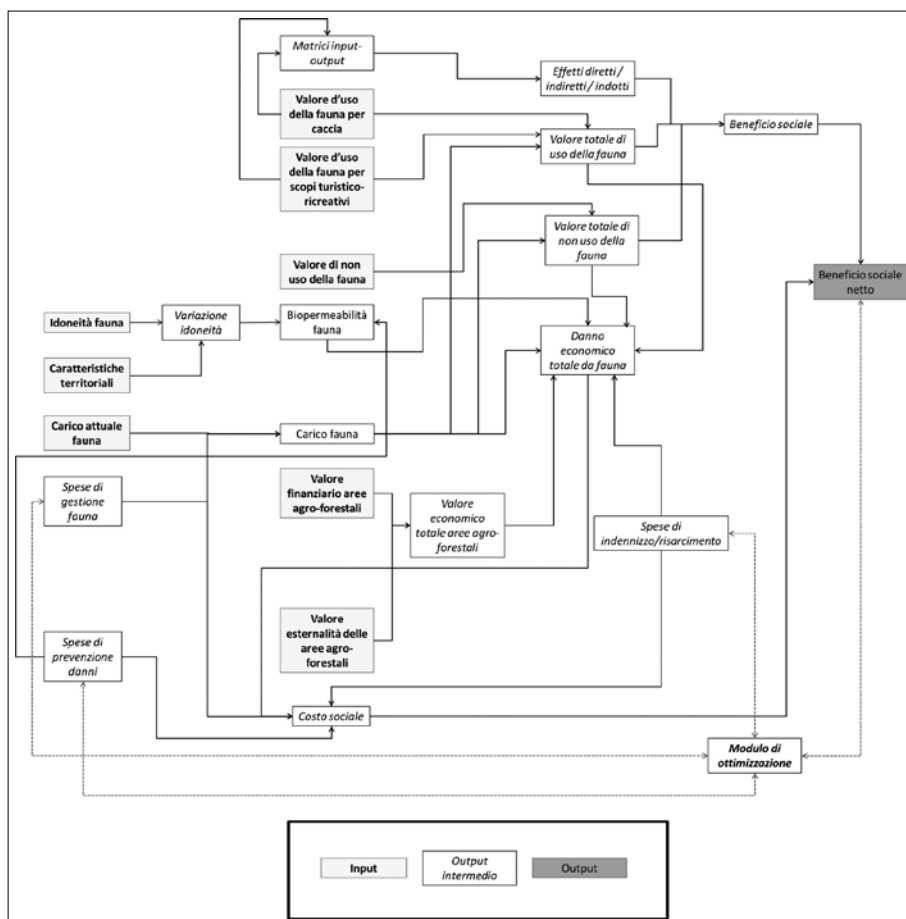 Matrici input-
output
Effetti diretti /
indiretti / indotti
Valore d'uso
della fauna per
caccia
Beneficio sociale
Valore totale di
uso della fauna
Valore d'uso
della fauna per
scopi turistico-
ricreativi
Valore totale di
non uso della
fauna
Valore di non
uso della fauna
Beneficio sociale
netto
Idoneità fauna
Variazione
idoneità
Biopermeabilità
fauna
Danno
economico
totale da fauna
Caratteristiche
territoriali
Carico attuale
fauna
Carico fauna
Spese di
gestione
fauna
Valore
finanziario aree
agro-forestali
Valore
economico
totale aree agro-
forestali
Spese di
indennizzo/risarcimento
Valore
esternalità delle
aree agro-
forestali
Spese di
prevenzione
danni
Costo sociale
Modulo di
ottimizzazione
Input
Output
intermedio
Output